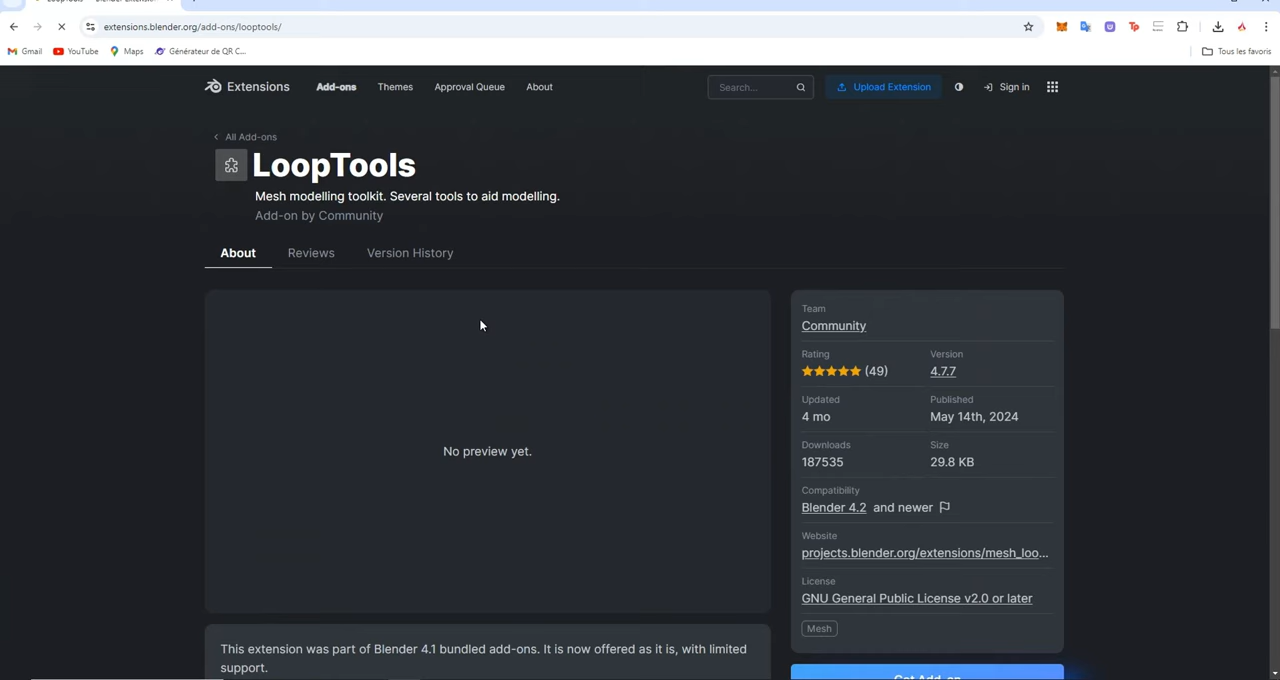 extensions.blender.org/add-ons/looptools/
Gmail YouTube Maps Générateur de QR C... Tous les favoris
Extensions Add-ons Themes Approval Queue About Search... Upload Extension Sign in
All Add-ons
LoopTools
Mesh modelling toolkit. Several tools to aid modelling.
Add-on by Community
About Reviews Version History
No preview yet.
This extension was part of Blender 4.1 bundled add-ons. It is now offered as it is, with limited
support.
Team
Community
Rating Version
(49) 4.7.7
Updated Published
4 mo May 14th, 2024
Downloads Size
187535 29.8 KB
Compatibility
Blender 4.2 and newer
Website
projects.blender.org/extensions/mesh_loo...
License
GNU General Public License v2.0 or later
Mesh
Get Add-on